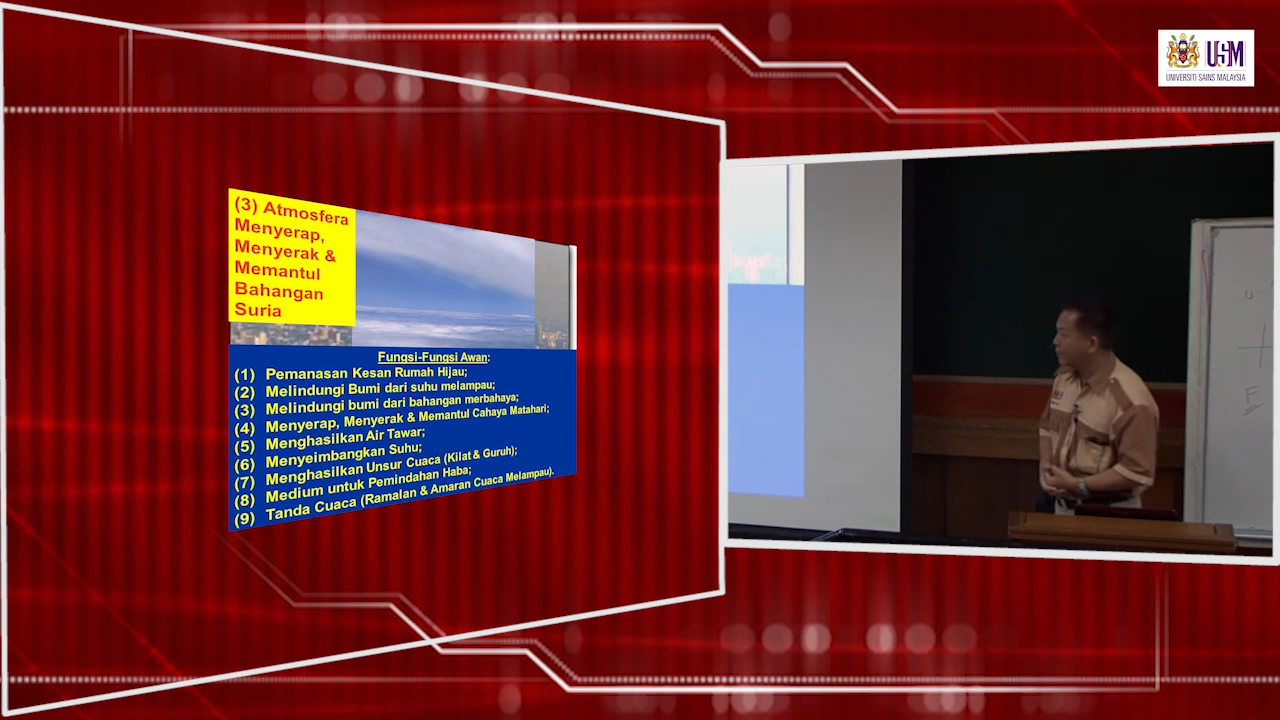 USM
UNIVERSITI SAINS MALAYSIA
(3) Atmosfera
Menyerap,
Menyerak &
Memantul
Bahangan
Suria
Fungsi-Fungsi Awan:
(1) Pemanasan Kesan Rumah Hijau;
(2) Melindungi Bumi dari suhu melampau;
(3) Melindungi bumi dari bahangan merbahaya;
(4) Menyerap, Menyerak & Memantul Cahaya Matahari;
(5) Menghasilkan Air Tawar;
(6) Menyeimbangkan Suhu;
(7) Menghasilkan Unsur Cuaca (Kilat & Guruh);
(8) Medium untuk Pemindahan Haba;
(9) Tanda Cuaca (Ramalan & Amaran Cuaca Melampau).